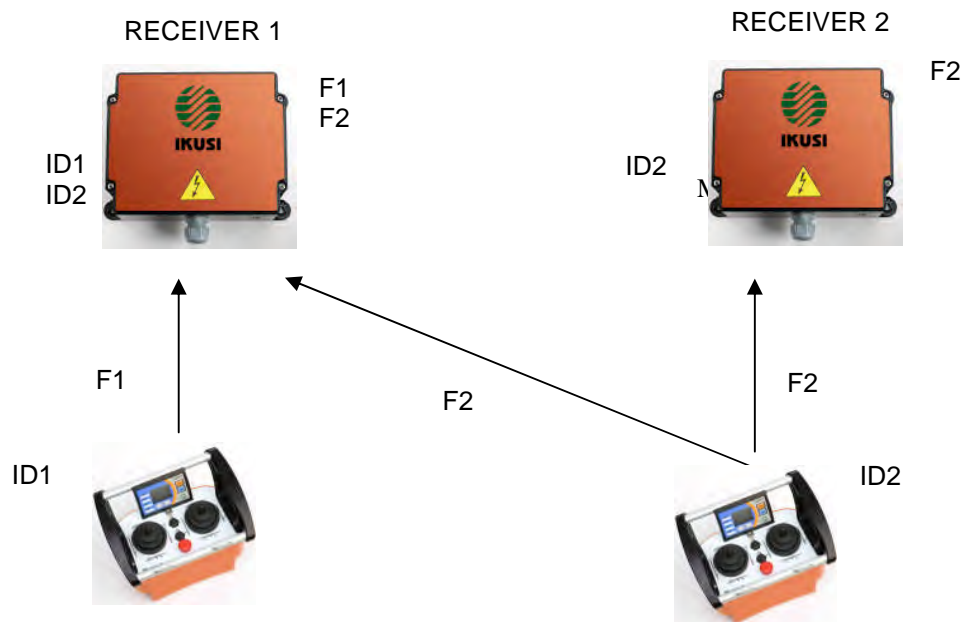 RECEIVER 1
RECEIVER 2
F1
F2
F2
IKUSI
IKUSI
ID1
ID2
ID2
F1
F2
F2
ID1
ID2